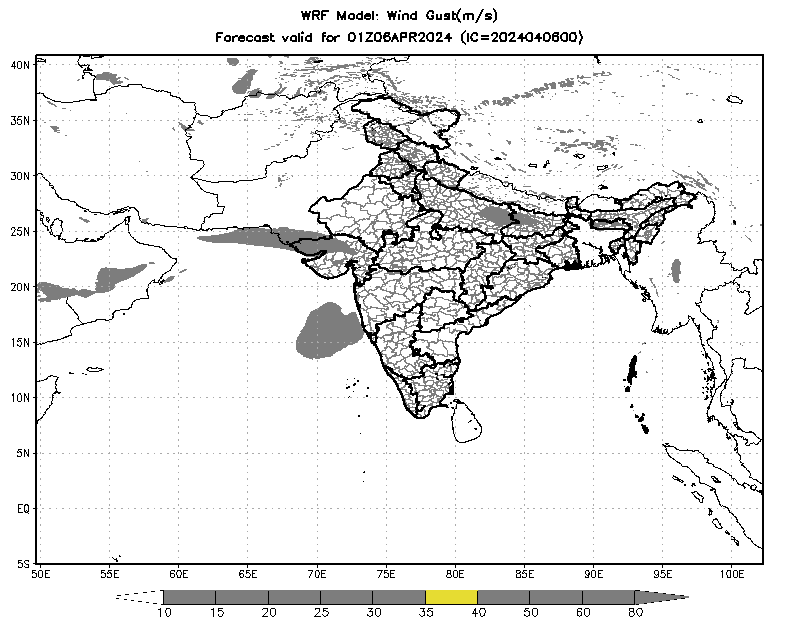 WRF Model: Wind Gust(m/s)
Forecast valid for 01Z06APR2024 (IC=2024040600)
40N
35N
30N
25N
20N
15N
10N
5N
EQ
5S
50E 55E 60E 65E 70E 75E 80E 85E 90E 95E 100E
10 15 20 25 30 35 40 50 60 80